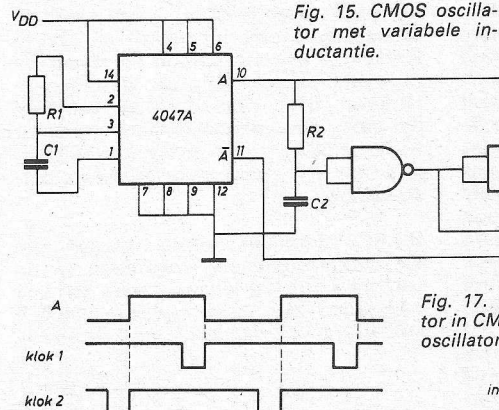 Fig. 15. CMOS oscilla-
tor met variabele in-
ductantie.
VDD
4 5 6
14
A 10
2
R1
4047A
R2
3
C1
1
A̅ 11
7 8 9 12
C2
A
klok 1
klok 2
Fig. 17.
tor in CM
oscillator
in